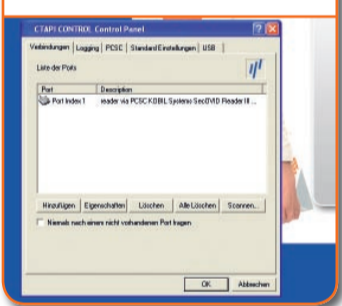 CTAPI CONTROL Control Panel
Verbindungen Logging PCSC Standard Einstellungen USB
Liste der Ports
Port Description
Port Index 1 reader via PCSC KOBIL Systems SecOVID Reader III ...
Hinzufügen Eigenschaften Löschen Alle Löschen Scannen...
Niemals nach einem nicht vorhandenen Port fragen
OK Abbrechen